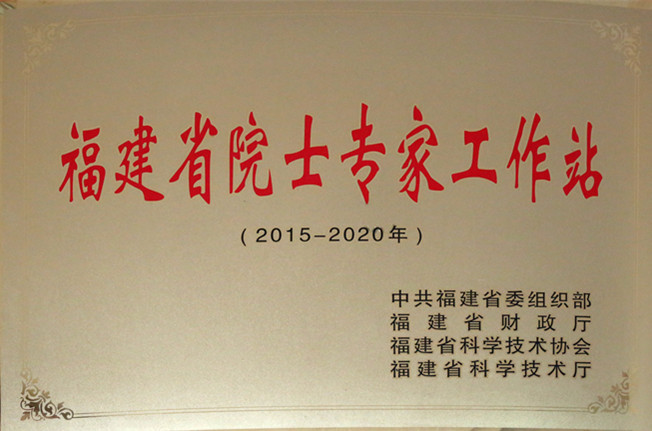 福建省院士专家工作站
(2015-2020年)
中共福建省委组织部
福建省财政厅
福建省科学技术协会
福建省科学技术厅